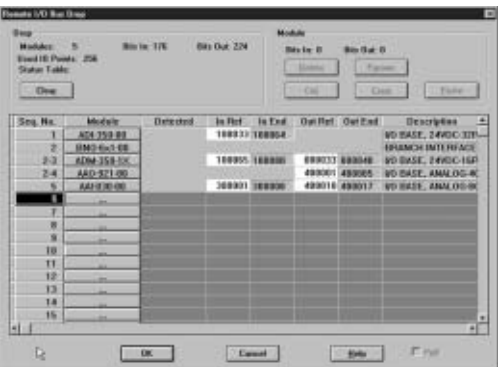 Remote I/O Bus Drop
Drop
Modules: 5 Bits In: 176 Bits Out: 224
Used I/O Points: 256
Status Table:
Clear
Module
Bits In: 0 Bits Out: 0
Delete Params
Cut Copy Paste
Seq. No. Module Detected In Ref In End Out Ref Out End Description
1 100033 100064 I/O BASE, 24VDC-32P
2 BRANCH INTERFACE
2-3 100065 100080 000033 000048 I/O BASE, 24VDC-16P
2-4 400001 400005 I/O BASE, ANALOG-4C
5 300001 300008 400010 400017 I/O BASE, ANALOG-8C
6 ...
7 ...
8 ...
9 ...
10 ...
11 ...
12 ...
13 ...
14 ...
15 ...
OK Cancel Help Poll